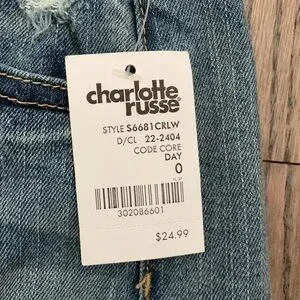 charlotte
russe
STYLE S6681CRLW
D/CL 22-2404
CODE CORE
DAY
0
302086601
$24.99